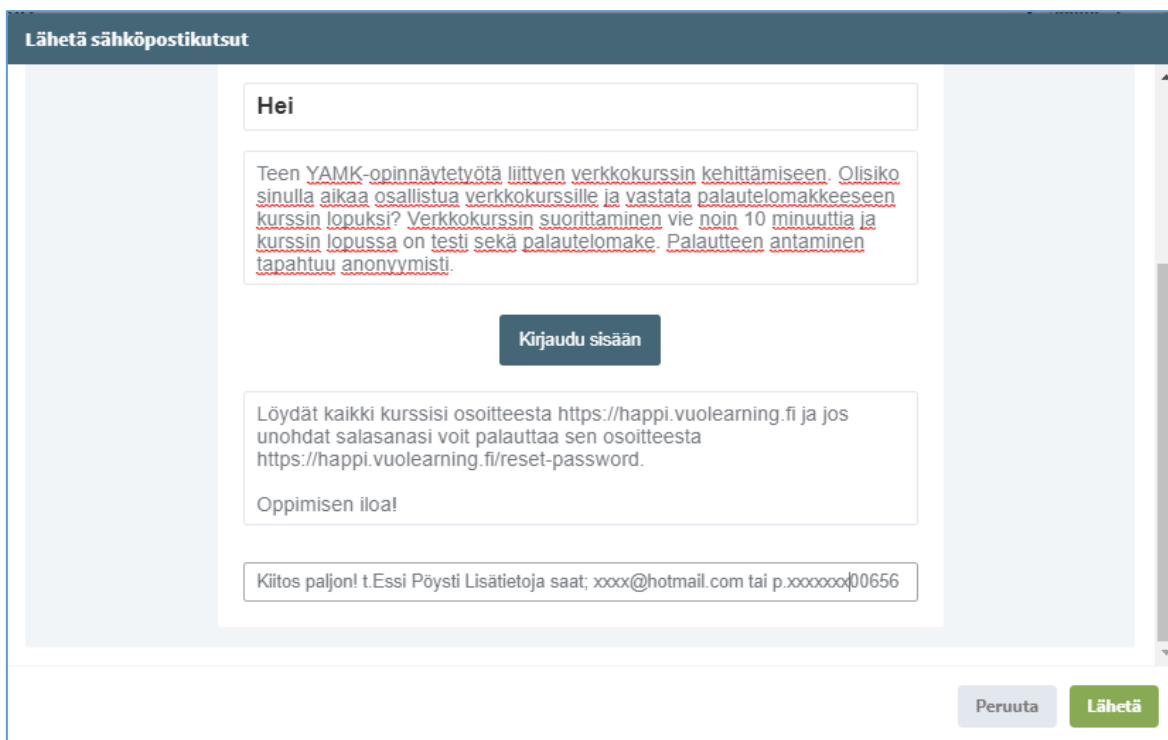 Lähetä sähköpostikutsut
Hei
Teen YAMK-opinnäytetyötä liittyen verkkokurssin kehittämiseen. Olisiko
sinulla aikaa osallistua verkkokurssille ja vastata palautelomakkeeseen
kurssin lopuksi? Verkkokurssin suorittaminen vie noin 10 minuuttia ja
kurssin lopussa on testi sekä palautelomake. Palautteen antaminen
tapahtuu anonyymisti.
Kirjaudu sisään
Löydät kaikki kurssisi osoitteesta https://happi.vuolearning.fi ja jos
unohdat salasanasi voit palauttaa sen osoitteesta
https://happi.vuolearning.fi/reset-password.
Oppimisen iloa!
Kiitos paljon! t.Essi Pöysti Lisätietoja saat; xxxx@hotmail.com tai p.xxxxxxx00656
Peruuta
Lähetä